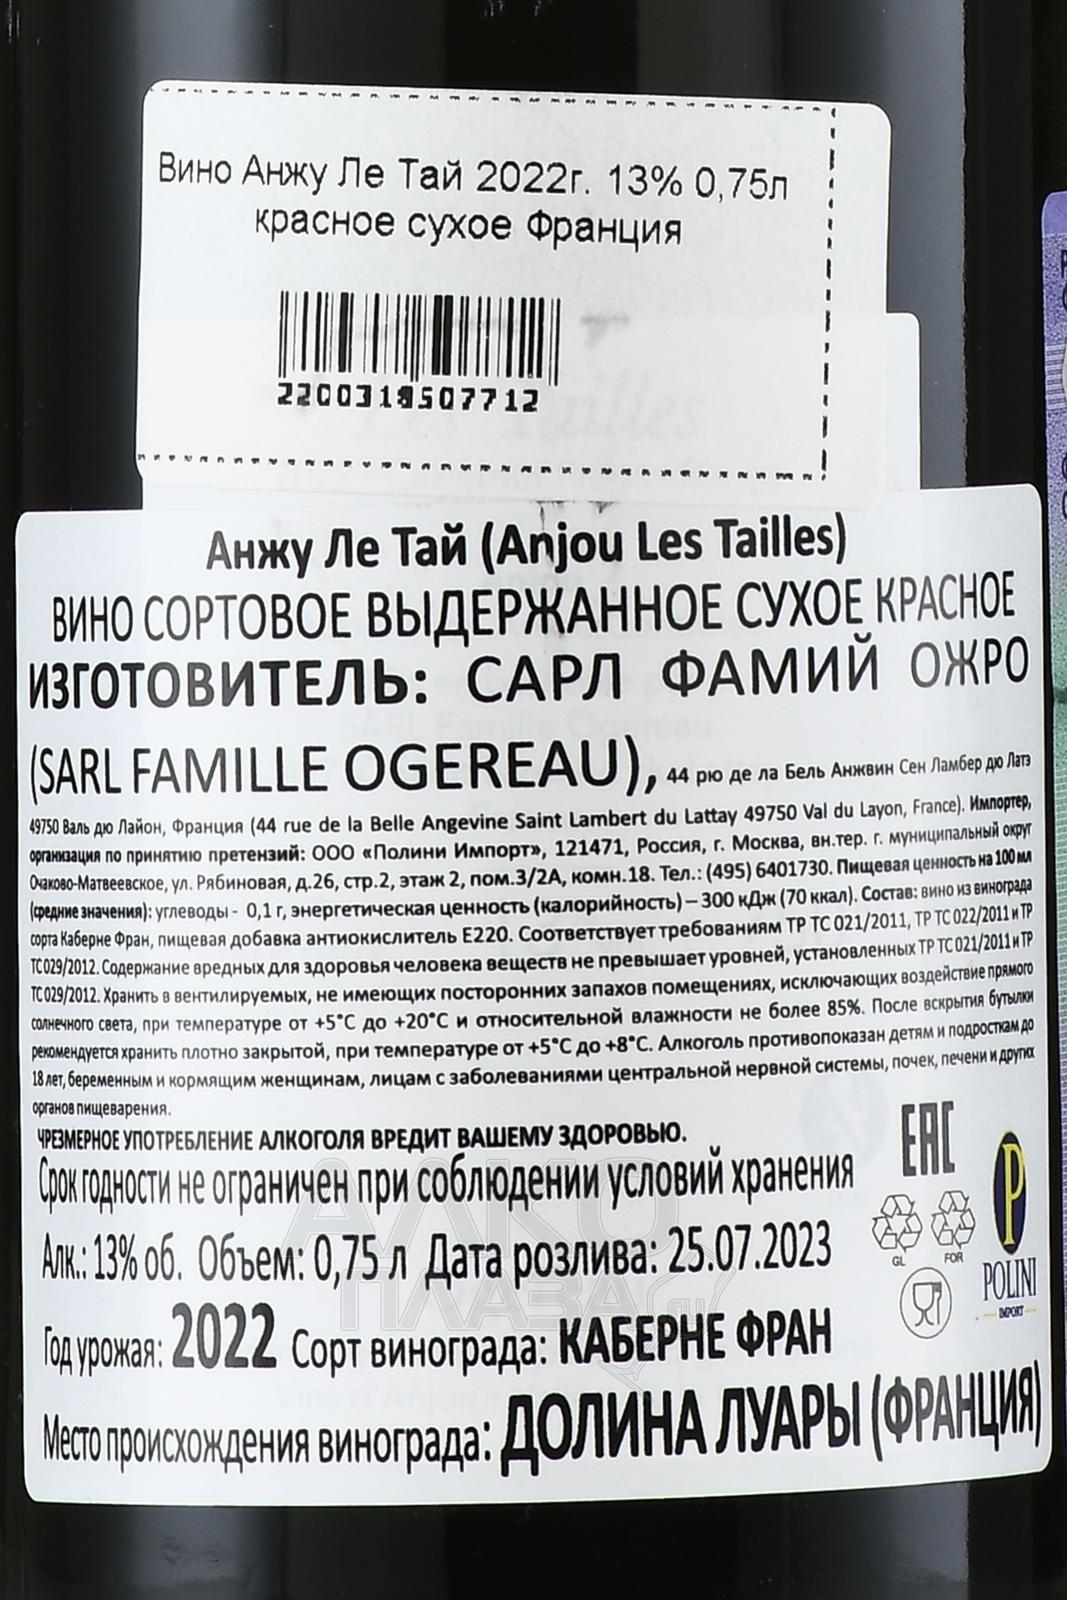 Вино Анжу Ле Тай 2022г. 13% 0,75л
красное сухое Франция
2200318507712
Анжу Ле Тай (Anjou Les Tailles)
ВИНО СОРТОВОЕ ВЫДЕРЖАННОЕ СУХОЕ КРАСНОЕ
ИЗГОТОВИТЕЛЬ: САРЛ ФАМИЙ ОЖРО
(SARL FAMILLE OGEREAU), 44 рю де ла Бель Анжвин Сен Ламбер дю Латэ
49750 Валь дю Лайон, Франция (44 rue de la Belle Angevine Saint Lambert du Lattay 49750 Val du Layon, France). Импортер,
организация по принятию претензий: ООО «Полини Импорт», 121471, Россия, г. Москва, вн.тер. г. муниципальный округ
Очаково-Матвеевское, ул. Рябиновая, д.26, стр.2, этаж 2, пом.3/2А, комн.18. Тел.: (495) 6401730. Пищевая ценность на 100 мл
(средние значения): углеводы - 0,1 г, энергетическая ценность (калорийность) – 300 кДж (70 ккал). Состав: вино из винограда
сорта Каберне Фран, пищевая добавка антиокислитель Е220. Соответствует требованиям ТР ТС 021/2011, ТР ТС 022/2011 и ТР
ТС 029/2012. Содержание вредных для здоровья человека веществ не превышает уровней, установленных ТР ТС 021/2011 и ТР
ТС 029/2012. Хранить в вентилируемых, не имеющих посторонних запахов помещениях, исключающих воздействие прямого
солнечного света, при температуре от +5°С до +20°С и относительной влажности не более 85%. После вскрытия бутылки
рекомендуется хранить плотно закрытой, при температуре от +5°С до +8°С. Алкоголь противопоказан детям и подросткам до
18 лет, беременным и кормящим женщинам, лицам с заболеваниями центральной нервной системы, почек, печени и других
органов пищеварения.
ЧРЕЗМЕРНОЕ УПОТРЕБЛЕНИЕ АЛКОГОЛЯ ВРЕДИТ ВАШЕМУ ЗДОРОВЬЮ.
Срок годности не ограничен при соблюдении условий хранения
Алк.: 13% об. Объем: 0,75 л Дата розлива: 25.07.2023
Год урожая: 2022 Сорт винограда: КАБЕРНЕ ФРАН
Место происхождения винограда: ДОЛИНА ЛУАРЫ (ФРАНЦИЯ)
EAC
GL FOR
P
POLINI
IMPORT
АЛКО
ПЛАЗА.ru